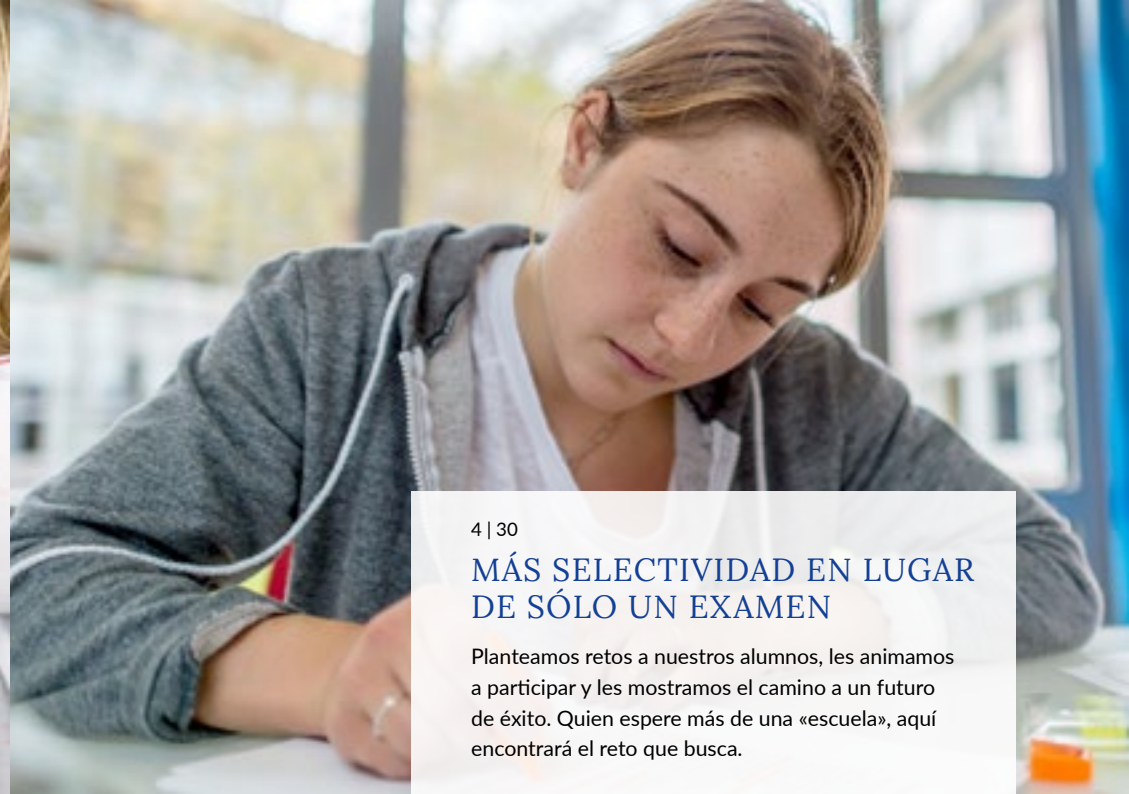 4 | 30
MÁS SELECTIVIDAD EN LUGAR
DE SÓLO UN EXAMEN
Planteamos retos a nuestros alumnos, les animamos
a participar y les mostramos el camino a un futuro
de éxito. Quien espere más de una «escuela», aquí
encontrará el reto que busca.